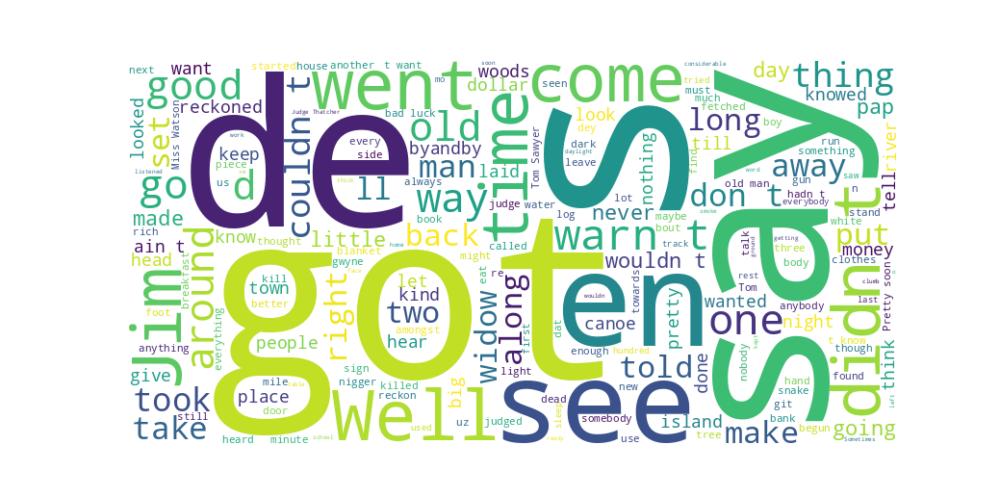 next
want
started
house
another
t want
mo
soon
woods
considerable
good
went
come
day
thing
dollar
seen
tried
must
reckoned
Judge Thatcher
bad luck
old
look
much
fetched
knowed
pap
looked
set
Miss Watson
de
couldn t
time
s
long
till
boy
work
every
side
byandby
man
laid
Tom Sawyer
dey
dark
daylight
leave
nothing
find
say
run
something
river
listened
keep
piece
us
d
ll
always
way
judge
water
don t
away
word
old man
gun
saw
n
hadn t
everybody
tell
go
made
rich
book
lot
log
never
maybe
smoke
stand
white
ain t
head
know
thought
little
back
called
warn t
bout
track
talk
getting
three
put
money
around
blanket
home
might
wouldn t
body
clothes
Jim
breakfast
got
gwyne
kill
town
better
let
kind
two
hear
amongst
right
widow
eat
re
along
en
wouldn
canoe
towards
pretty
rest
Tom
wanted
one
anybody
night
clumb
last
Pretty soon
didn t
foot
everything
people
anything
give
first
dat
light
enough
hundred
told
done
nobody
t know
though
think
found
mile
place
door
sign
nigger
killed
reckon
big
see
dead
new
somebody
hand
snake
git
bank
left
took
still
take
well
used
uz
judged
sleep
use
island
tree
make
begun
going
heard
minute
school
sometimes